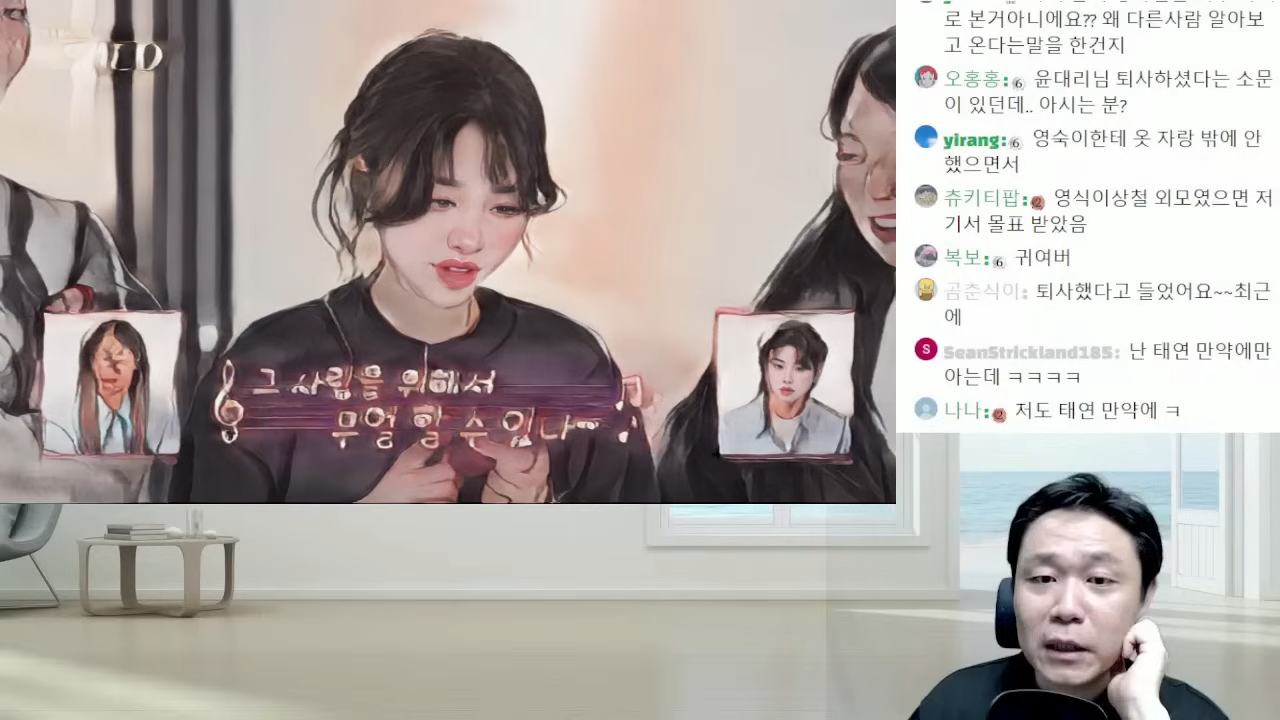 그 사람을 위해서
무얼 할 수 있나
로 본거아니에요?? 왜 다른사람 알아보
고 온다는말을 한건지
오홍홍: 6 윤대리님 퇴사하셨다는 소문
이 있던데.. 아시는 분?
yirang: 6 영숙이한테 옷 자랑 밖에 안
했으면서
츄키티팝: 2 영식이상철 외모였으면 저
기서 몰표 받았음
복보: 6 귀여버
곰춘식이: 퇴사했다고 들었어요~~최근
에
S SeanStrickland185: 난 태연 만약에만
아는데 ㅋㅋㅋㅋ
나나: 2 저도 태연 만약에 ㅋ